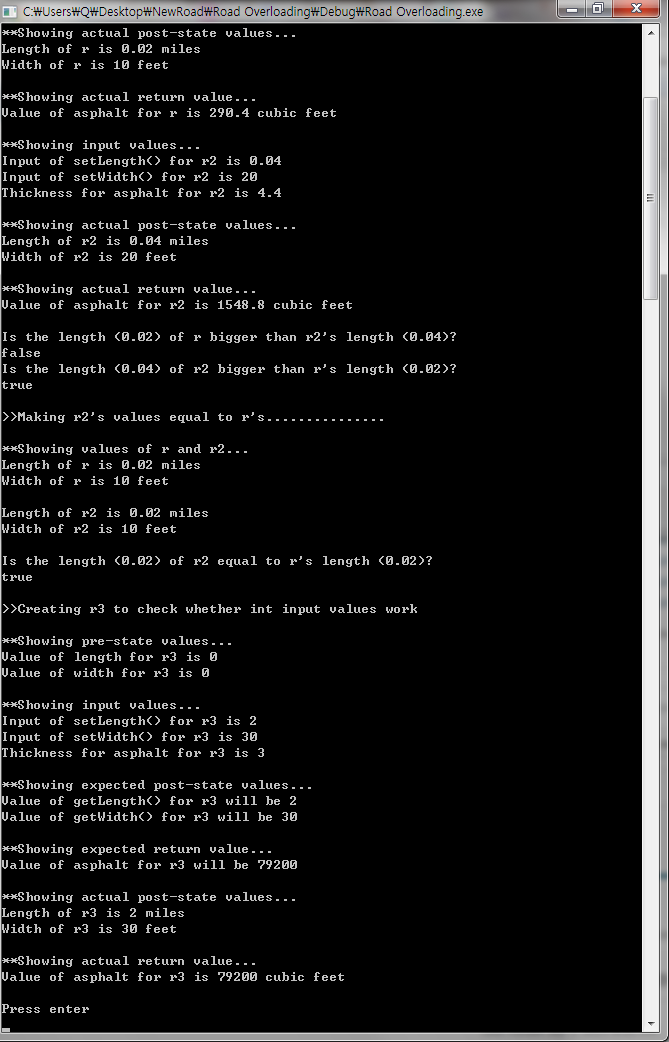 C:￦Users￦Q￦Desktop￦NewRoad￦Road Overloading￦Debug￦Road Overloading.exe
**Showing actual post-state values...
Length of r is 0.02 miles
Width of r is 10 feet
**Showing actual return value...
Value of asphalt for r is 290.4 cubic feet
**Showing input values...
Input of setLength() for r2 is 0.04
Input of setWidth() for r2 is 20
Thickness for asphalt for r2 is 4.4
**Showing actual post-state values...
Length of r2 is 0.04 miles
Width of r2 is 20 feet
**Showing actual return value...
Value of asphalt for r2 is 1548.8 cubic feet
Is the length (0.02) of r bigger than r2's length (0.04)?
false
Is the length (0.04) of r2 bigger than r's length (0.02)?
true
>>Making r2's values equal to r's...............
**Showing values of r and r2...
Length of r is 0.02 miles
Width of r is 10 feet
Length of r2 is 0.02 miles
Width of r2 is 10 feet
Is the length (0.02) of r2 equal to r's length (0.02)?
true
>>Creating r3 to check whether int input values work
**Showing pre-state values...
Value of length for r3 is 0
Value of width for r3 is 0
**Showing input values...
Input of setLength() for r3 is 2
Input of setWidth() for r3 is 30
Thickness for asphalt for r3 is 3
**Showing expected post-state values...
Value of getLength() for r3 will be 2
Value of getWidth() for r3 will be 30
**Showing expected return value...
Value of asphalt for r3 will be 79200
**Showing actual post-state values...
Length of r3 is 2 miles
Width of r3 is 30 feet
**Showing actual return value...
Value of asphalt for r3 is 79200 cubic feet
Press enter